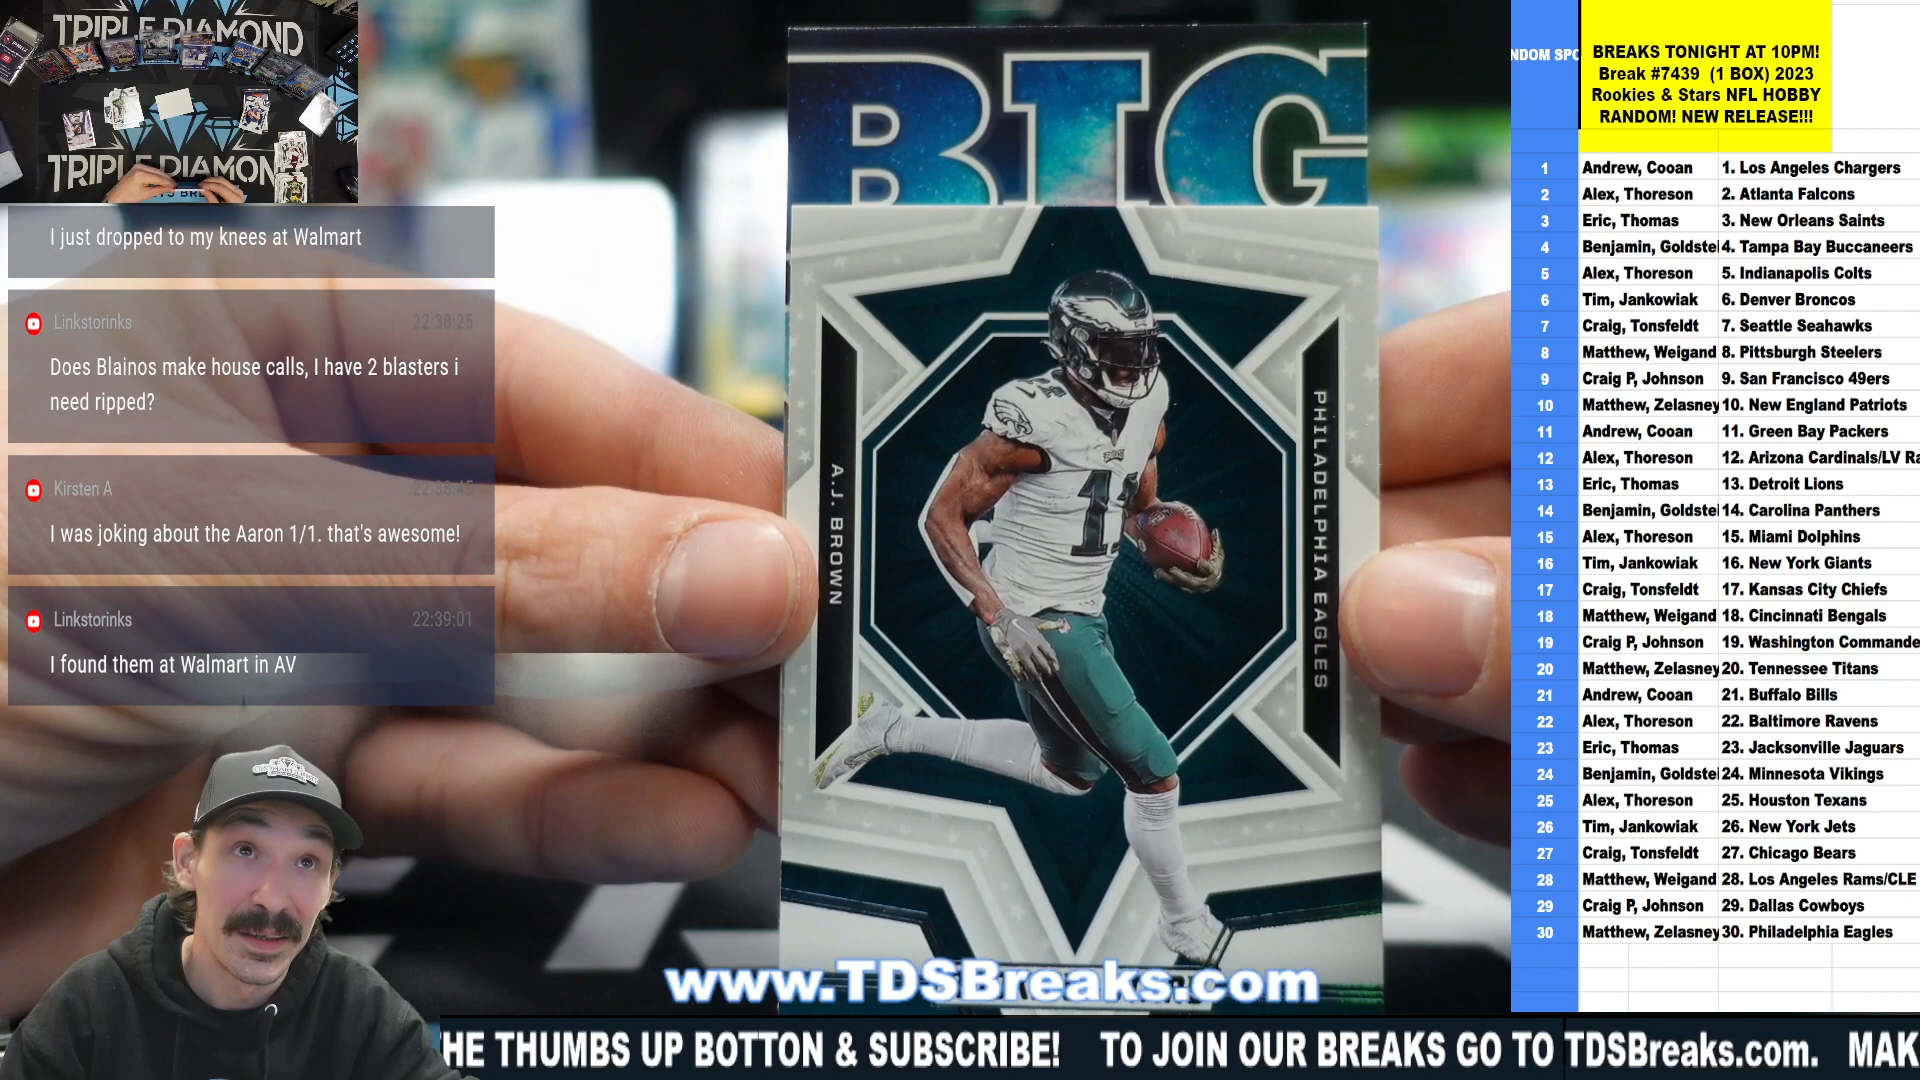 TRIPLE DIAMOND
TRIPLE DIAMOND
I just dropped to my knees at Walmart
Linkstorinks 22:38:25
Does Blainos make house calls, I have 2 blasters i
need ripped?
Kirsten A 22:38:45
I was joking about the Aaron 1/1. that's awesome!
Linkstorinks 22:39:01
I found them at Walmart in AV
BIG
A.J. BROWN
PHILADELPHIA EAGLES
11
www.TDSBreaks.com
HE THUMBS UP BOTTON & SUBSCRIBE! TO JOIN OUR BREAKS GO TO TDSBreaks.com. MAK
NDOM SPO
BREAKS TONIGHT AT 10PM!
Break #7439 (1 BOX) 2023
Rookies & Stars NFL HOBBY
RANDOM! NEW RELEASE!!!
1 Andrew, Cooan 1. Los Angeles Chargers
2 Alex, Thoreson 2. Atlanta Falcons
3 Eric, Thomas 3. New Orleans Saints
4 Benjamin, Goldstei 4. Tampa Bay Buccaneers
5 Alex, Thoreson 5. Indianapolis Colts
6 Tim, Jankowiak 6. Denver Broncos
7 Craig, Tonsfeldt 7. Seattle Seahawks
8 Matthew, Weigand 8. Pittsburgh Steelers
9 Craig P, Johnson 9. San Francisco 49ers
10 Matthew, Zelasney 10. New England Patriots
11 Andrew, Cooan 11. Green Bay Packers
12 Alex, Thoreson 12. Arizona Cardinals/LV Ra
13 Eric, Thomas 13. Detroit Lions
14 Benjamin, Goldstei 14. Carolina Panthers
15 Alex, Thoreson 15. Miami Dolphins
16 Tim, Jankowiak 16. New York Giants
17 Craig, Tonsfeldt 17. Kansas City Chiefs
18 Matthew, Weigand 18. Cincinnati Bengals
19 Craig P, Johnson 19. Washington Commande
20 Matthew, Zelasney 20. Tennessee Titans
21 Andrew, Cooan 21. Buffalo Bills
22 Alex, Thoreson 22. Baltimore Ravens
23 Eric, Thomas 23. Jacksonville Jaguars
24 Benjamin, Goldstei 24. Minnesota Vikings
25 Alex, Thoreson 25. Houston Texans
26 Tim, Jankowiak 26. New York Jets
27 Craig, Tonsfeldt 27. Chicago Bears
28 Matthew, Weigand 28. Los Angeles Rams/CLE
29 Craig P, Johnson 29. Dallas Cowboys
30 Matthew, Zelasney 30. Philadelphia Eagles